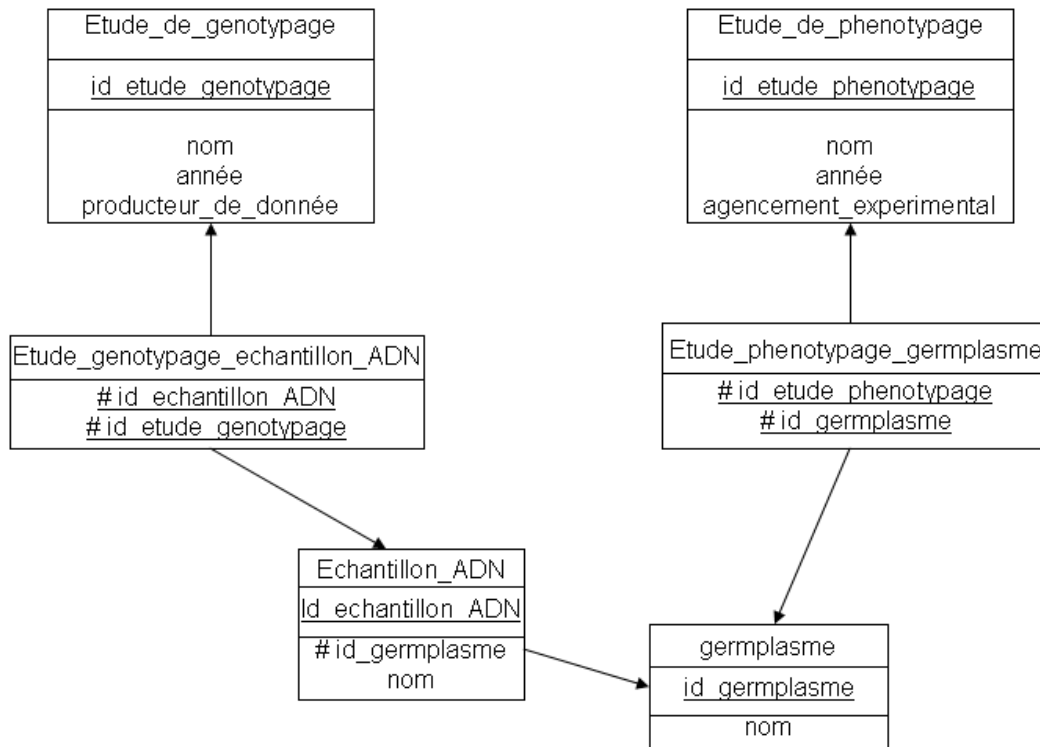 Etude_de_genotypage
id_etude_genotypage
nom
année
producteur_de_donnée
Etude_de_phenotypage
id_etude_phenotypage
nom
année
agencement_experimental
Etude_genotypage_echantillon_ADN
# id_echantillon_ADN
# id_etude_genotypage
Etude_phenotypage_germplasme
# id_etude_phenotypage
# id_germplasme
Echantillon_ADN
Id_echantillon_ADN
# id_germplasme
nom
germplasme
id_germplasme
nom